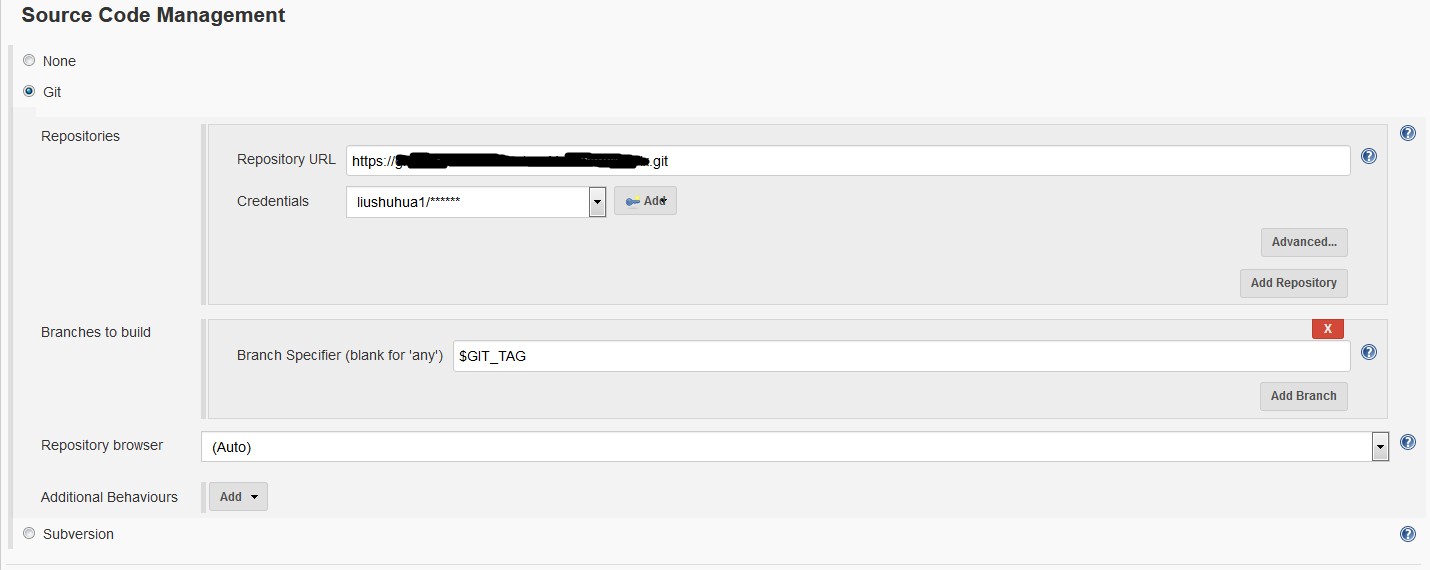 Source Code Management
None
Git
Repositories
Repository URL https:// .git
Credentials liushuhua1/****** Add
Advanced...
Add Repository
Branches to build
X
Branch Specifier (blank for 'any') $GIT_TAG
Add Branch
Repository browser (Auto)
Additional Behaviours Add
Subversion